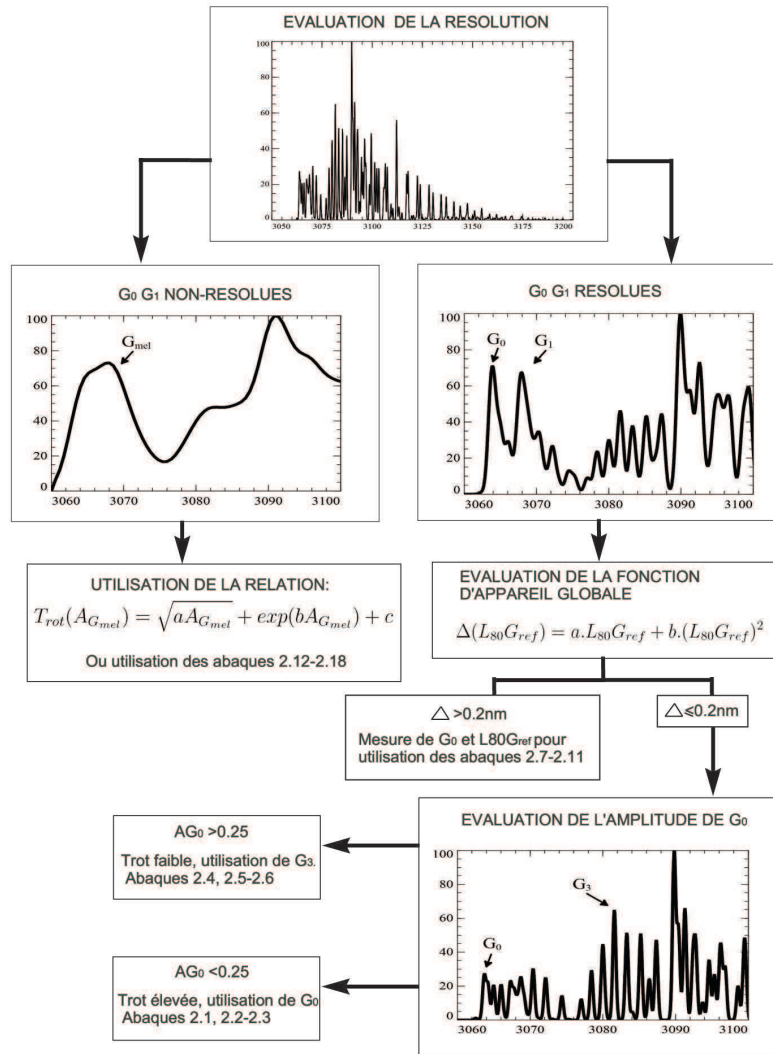 EVALUATION DE LA RESOLUTION
100
80
60
40
20
0
3050 3075 3100 3125 3150 3175 3200
G0 G1 NON-RESOLUES
100
80
60
40
20
0
Gmel
3060 3070 3080 3090 3100
G0 G1 RESOLUES
100
80
60
40
20
0
G0
G1
3060 3070 3080 3090 3100
UTILISATION DE LA RELATION:
Trot(AGmel) = √aAGmel + exp(bAGmel) + c
Ou utilisation des abaques 2.12-2.18
EVALUATION DE LA FONCTION
D'APPAREIL GLOBALE
Δ(L80Gref) = a.L80Gref + b.(L80Gref)²
△ >0.2nm
Mesure de G0 et L80Gref pour
utilisation des abaques 2.7-2.11
△ ⩽0.2nm
EVALUATION DE L'AMPLITUDE DE G0
100
80
60
40
20
0
G0
G3
3060 3070 3080 3090 3100
AG0 >0.25
Trot faible, utilisation de G3.
Abaques 2.4, 2.5-2.6
AG0 <0.25
Trot élevée, utilisation de G0
Abaques 2.1, 2.2-2.3